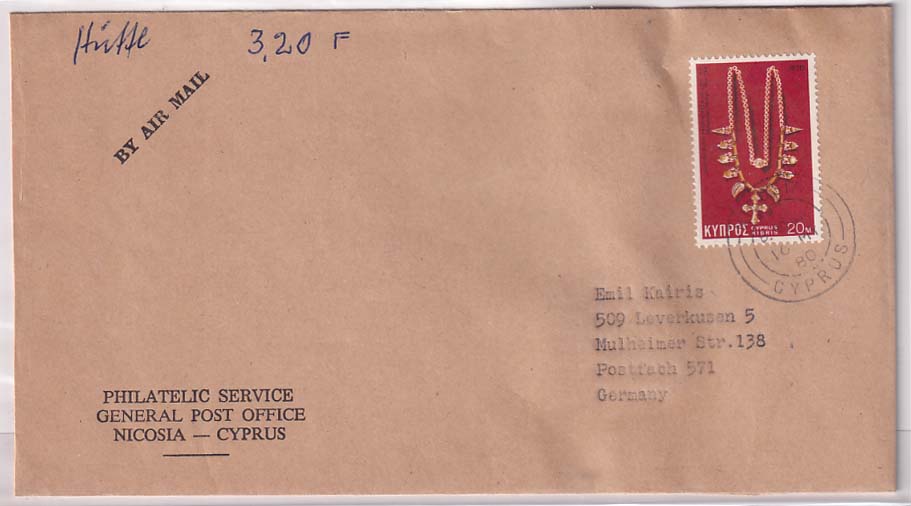 Hütte 3,20 F
BY AIR MAIL
ΚΥΠΡΟΣ CYPRUS KIBRIS 20M
80
CYPRUS
Emil Kairis
509 Leverkusen 5
Mulheimer Str.138
Postfach 571
Germany
PHILATELIC SERVICE
GENERAL POST OFFICE
NICOSIA — CYPRUS